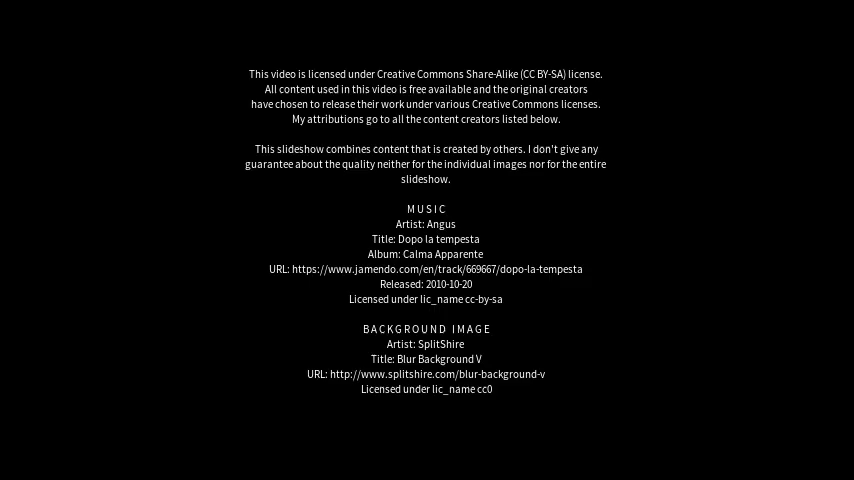 This video is licensed under Creative Commons Share-Alike (CC BY-SA) license.
All content used in this video is free available and the original creators
have chosen to release their work under various Creative Commons licenses.
My attributions go to all the content creators listed below.
This slideshow combines content that is created by others. I don't give any
guarantee about the quality neither for the individual images nor for the entire
slideshow.
MUSIC
Artist: Angus
Title: Dopo la tempesta
Album: Calma Apparente
URL: https://www.jamendo.com/en/track/669667/dopo-la-tempesta
Released: 2010-10-20
Licensed under lic_name cc-by-sa
BACKGROUND IMAGE
Artist: SplitShire
Title: Blur Background V
URL: http://www.splitshire.com/blur-background-v
Licensed under lic_name cc0